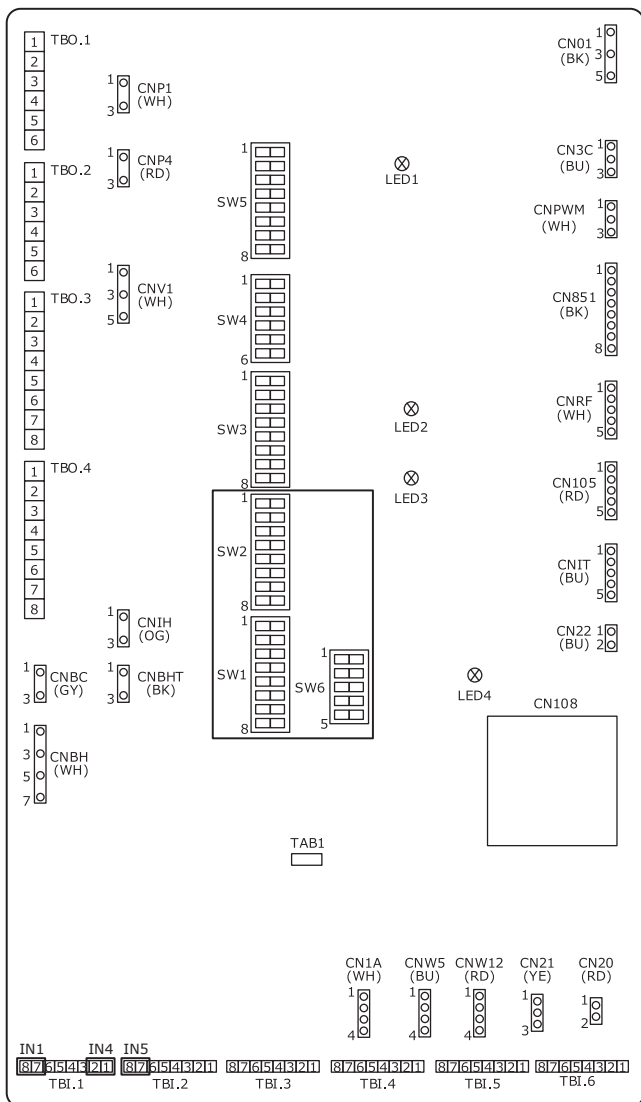 1 TBO.1
2
3
4
5
6
CNP1
(WH)
1
3
CNP4
(RD)
1
3
1 TBO.2
2
3
4
5
6
CNV1
(WH)
1
3
5
1 TBO.3
2
3
4
5
6
7
8
1 TBO.4
2
3
4
5
6
7
8
CNIH
(OG)
1
3
CNBC
(GY)
1
3
CNBHT
(BK)
1
3
CNBH
(WH)
1
3
5
7
SW5
1
8
SW4
1
6
SW3
1
8
SW2
1
8
SW1
1
8
SW6
1
5
LED1
LED2
LED3
LED4
CN01
(BK)
1
3
5
CN3C
(BU)
1
3
CNPWM
(WH)
1
3
CN851
(BK)
1
8
CNRF
(WH)
1
5
CN105
(RD)
1
5
CNIT
(BU)
1
5
CN22
(BU)
1
2
CN108
TAB1
CN1A
(WH)
1
4
CNW5
(BU)
1
4
CNW12
(RD)
1
4
CN21
(YE)
1
3
CN20
(RD)
1
2
IN1 IN4 IN5
8 7 6 5 4 3 2 1
TBI.1
8 7 6 5 4 3 2 1
TBI.2
8 7 6 5 4 3 2 1
TBI.3
8 7 6 5 4 3 2 1
TBI.4
8 7 6 5 4 3 2 1
TBI.5
8 7 6 5 4 3 2 1
TBI.6